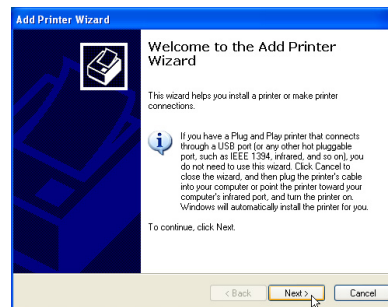 Add Printer Wizard
Welcome to the Add Printer
Wizard
This wizard helps you install a printer or make printer
connections.
If you have a Plug and Play printer that connects
through a USB port (or any other hot pluggable
port, such as IEEE 1394, infrared, and so on), you
do not need to use this wizard. Click Cancel to
close the wizard, and then plug the printer's cable
into your computer or point the printer toward your
computer's infrared port, and turn the printer on.
Windows will automatically install the printer for you.
To continue, click Next.
< Back Next > Cancel